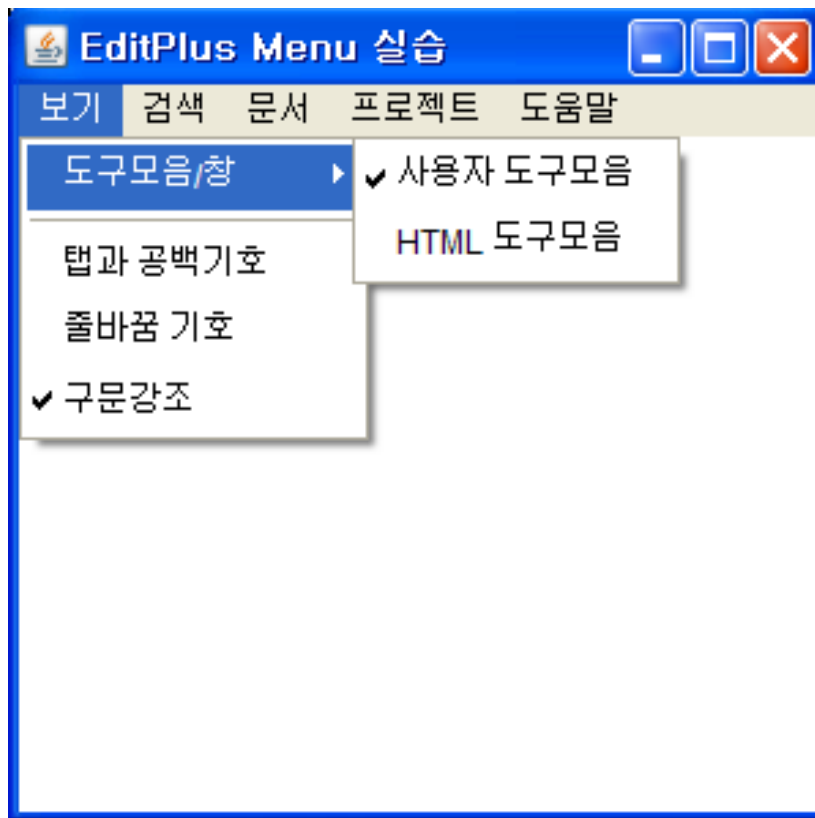 EditPlus Menu 실습
보기 검색 문서 프로젝트 도움말
도구모음/창
사용자 도구모음
HTML 도구모음
탭과 공백기호
줄바꿈 기호
구문강조